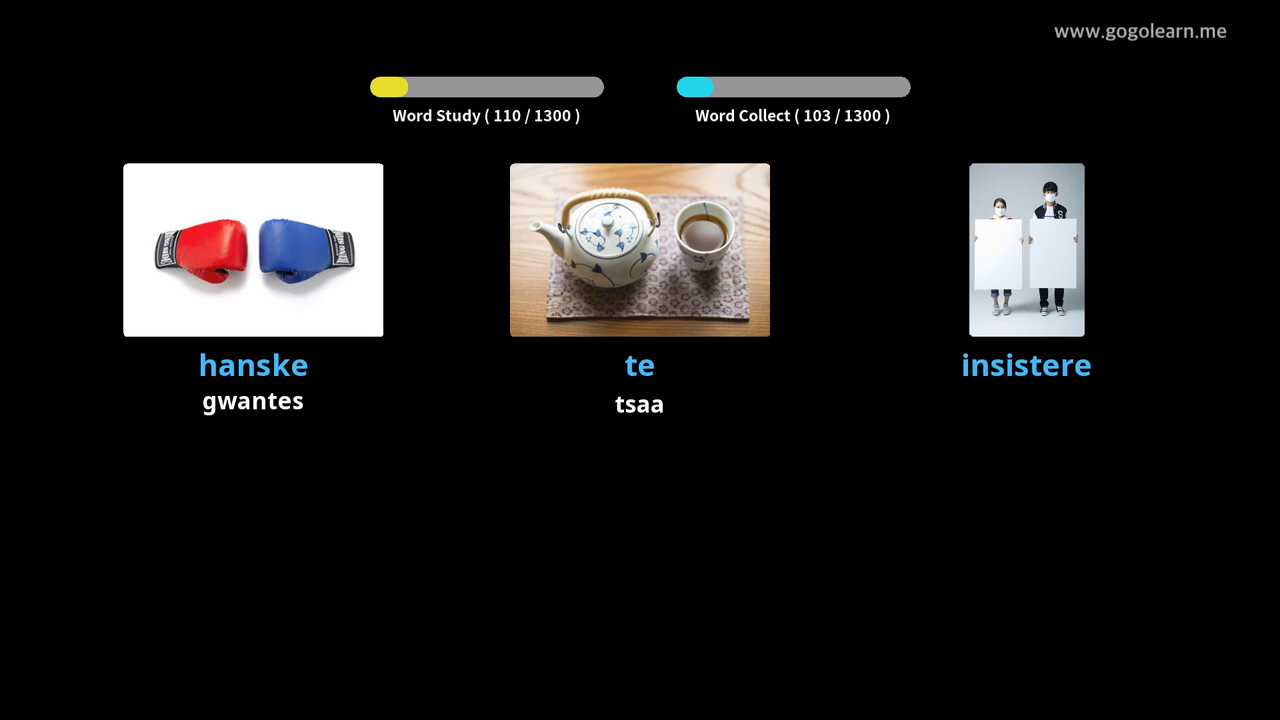 www.gogolearn.me
Word Study ( 110 / 1300 )
Word Collect ( 103 / 1300 )
hanske
te
insistere
gwantes
tsaa